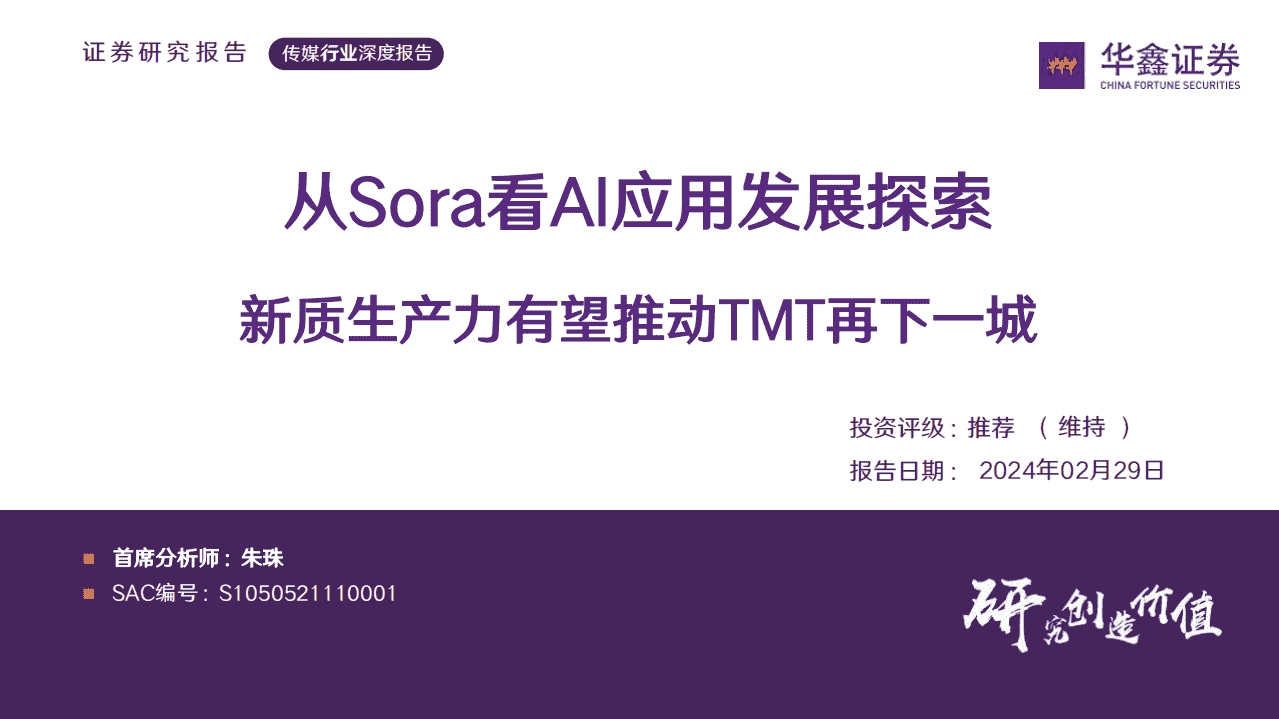 证券研究报告 传媒行业深度报告
华鑫证券
CHINA FORTUNE SECURITIES
从Sora看AI应用发展探索
新质生产力有望推动TMT再下一城
投资评级：推荐 （ 维持 ）
报告日期： 2024年02月29日
首席分析师：朱珠
SAC编号：S1050521110001
研究创造价值